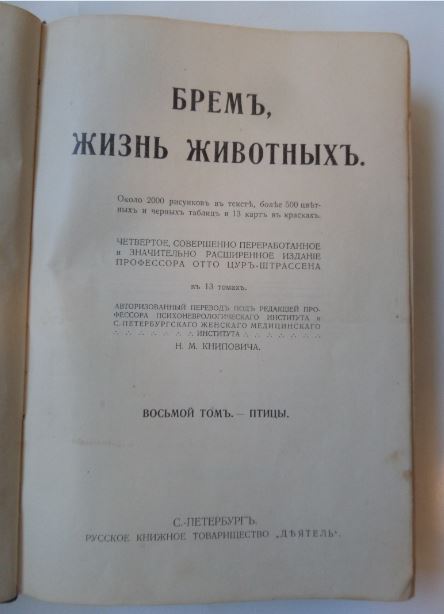 БРЕМЪ,
ЖИЗНЬ ЖИВОТНЫХЪ.
Около 2000 рисунковъ въ текстѣ, болѣе 500 цвѣт-
ныхъ и черныхъ таблицъ и 13 картъ въ краскахъ.
ЧЕТВЕРТОЕ, СОВЕРШЕННО ПЕРЕРАБОТАННОЕ
и ЗНАЧИТЕЛЬНО РАСШИРЕННОЕ ИЗДАНІЕ
ПРОФЕССОРА ОТТО ЦУРЪ-ШТРАССЕНА
въ 13 томахъ.
АВТОРИЗОВАННЫЙ ПЕРЕВОДЪ ПОДЪ РЕДАКЦІЕЙ ПРО-
ФЕССОРА ПСИХОНЕВРОЛОГИЧЕСКАГО ИНСТИТУТА и
С.-ПЕТЕРБУРГСКАГО ЖЕНСКАГО МЕДИЦИНСКАГО
ИНСТИТУТА
Н. М. КНИПОВИЧА.
ВОСЬМОЙ ТОМЪ. — ПТИЦЫ.
С.-ПЕТЕРБУРГЪ.
РУССКОЕ КНИЖНОЕ ТОВАРИЩЕСТВО „ДѢЯТЕЛЬ“.